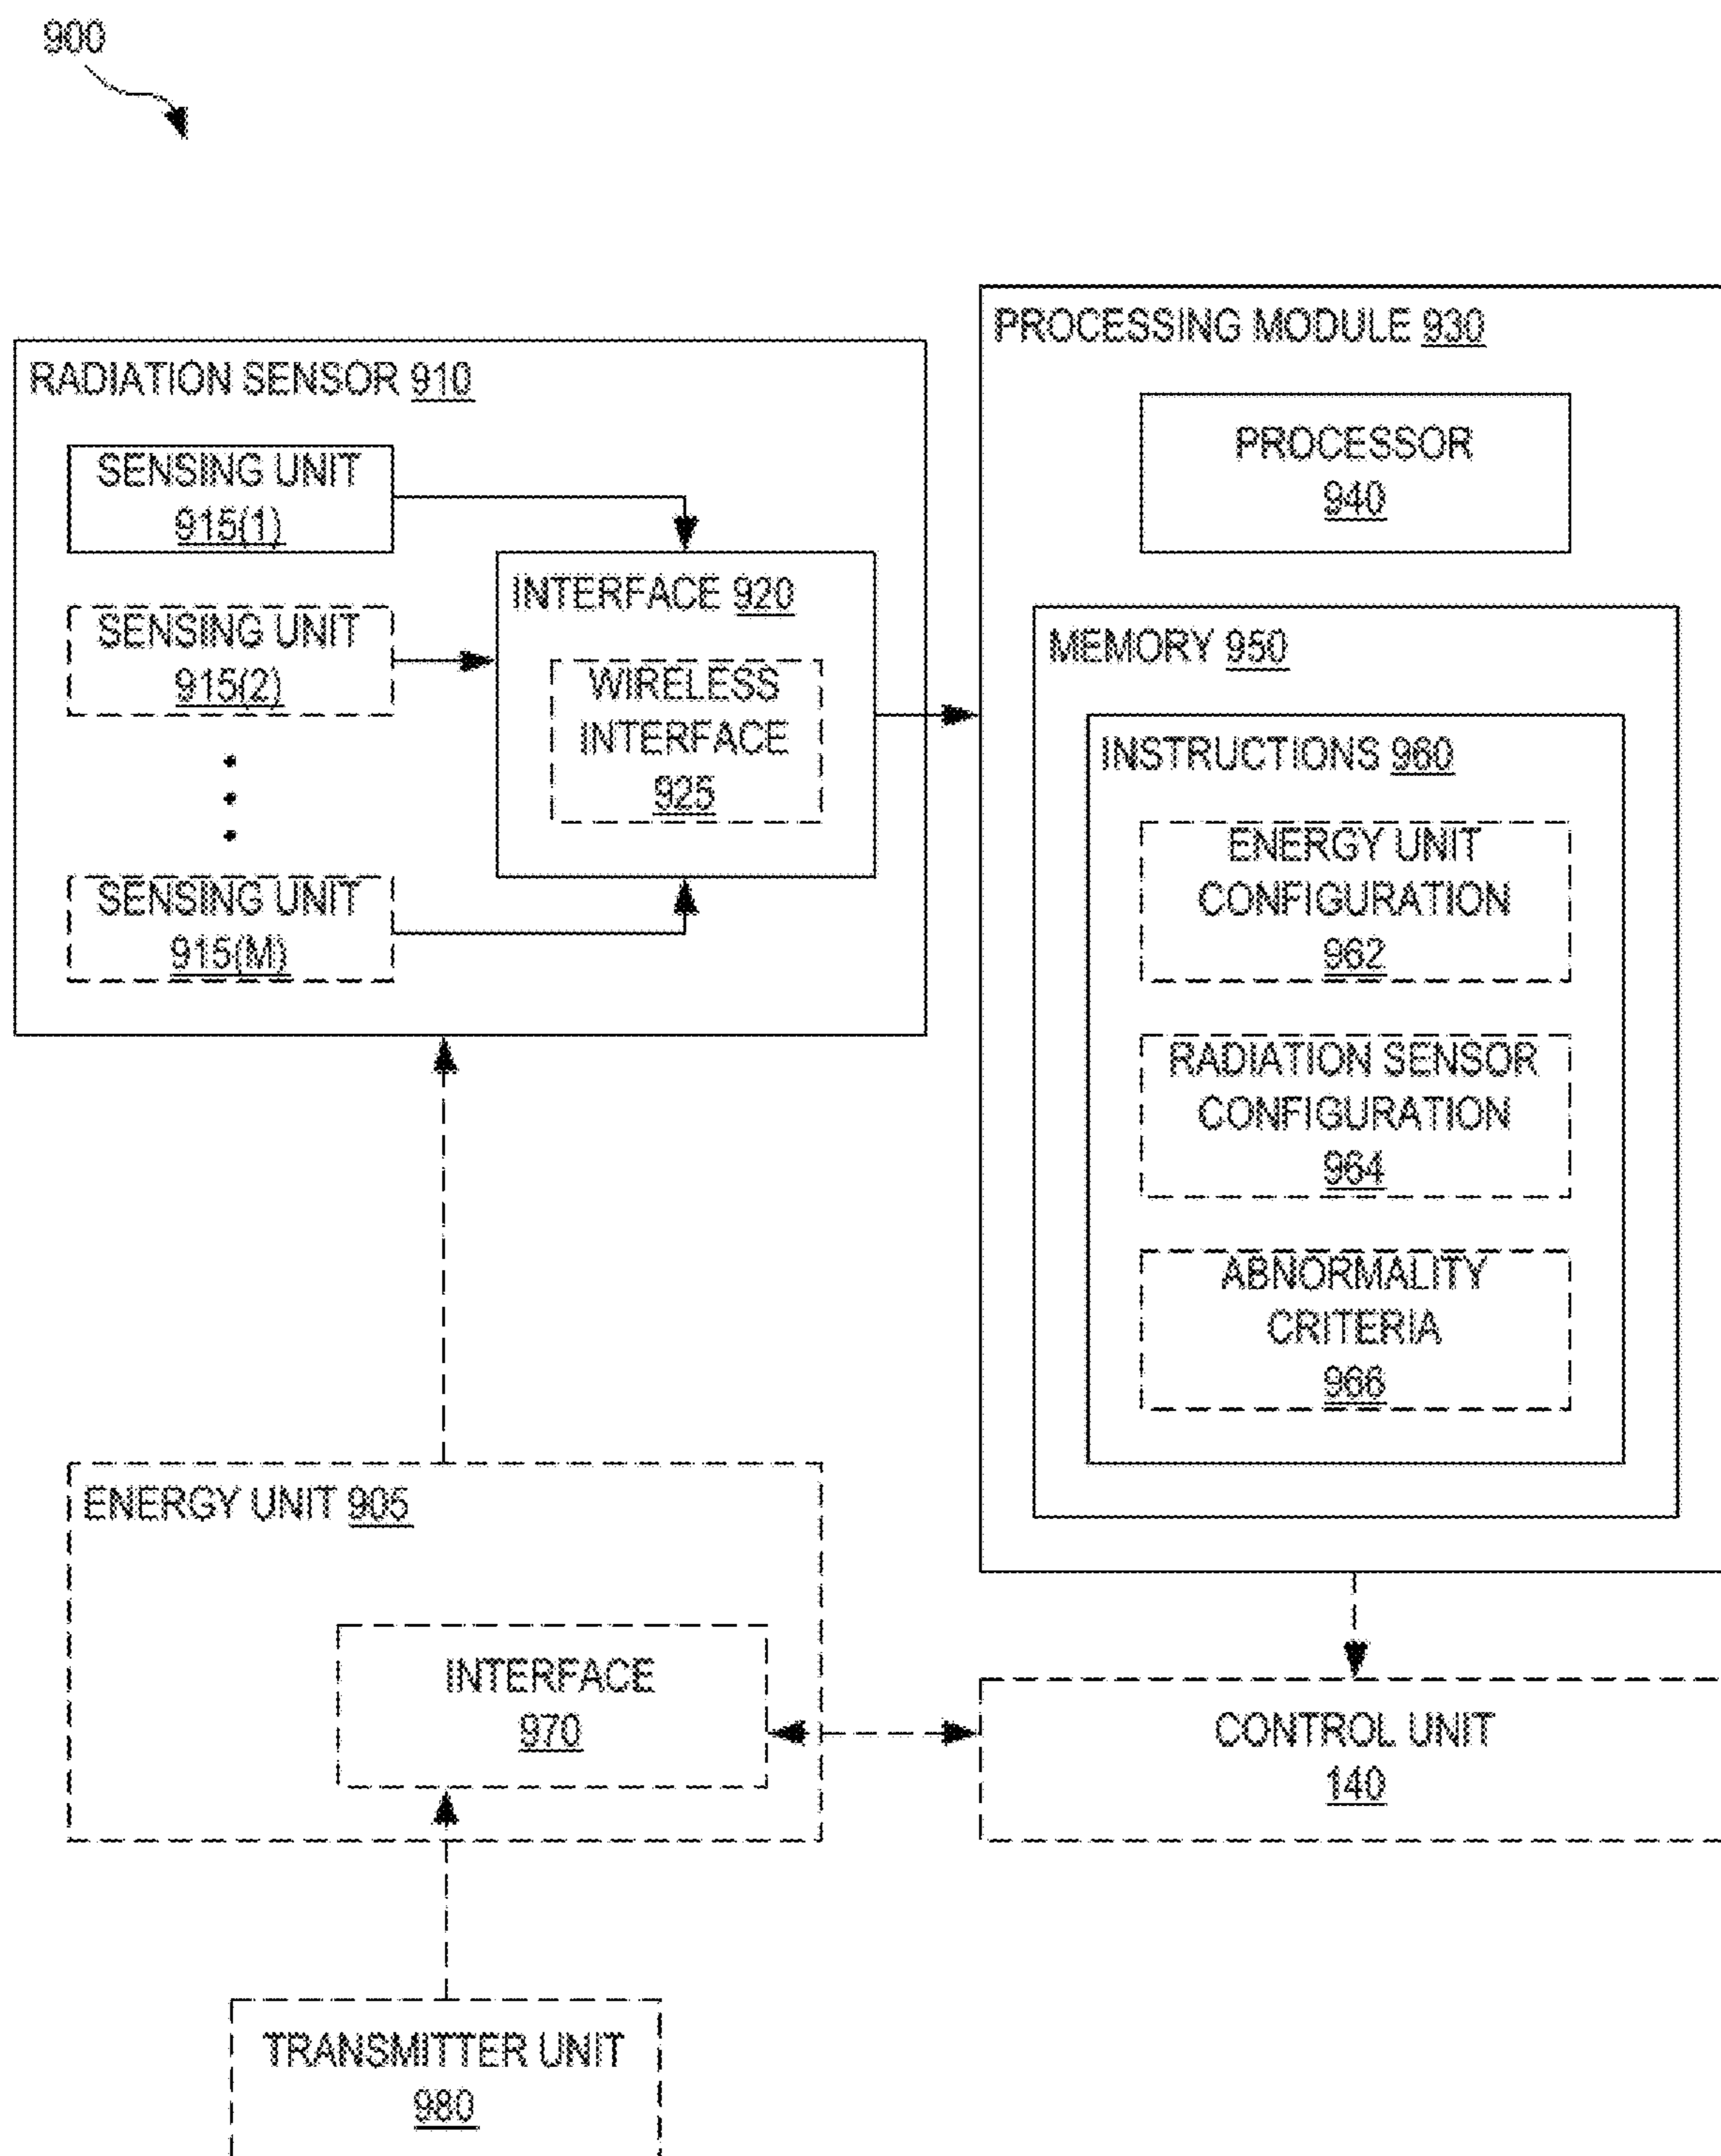 900
RADIATION SENSOR 910
SENSING UNIT
915(1)
SENSING UNIT
915(2)
SENSING UNIT
915(M)
INTERFACE 920
WIRELESS
INTERFACE
925
PROCESSING MODULE 930
PROCESSOR
940
MEMORY 950
INSTRUCTIONS 960
ENERGY UNIT
CONFIGURATION
962
RADIATION SENSOR
CONFIGURATION
964
ABNORMALITY
CRITERIA
966
ENERGY UNIT 905
INTERFACE
970
CONTROL UNIT
140
TRANSMITTER UNIT
980